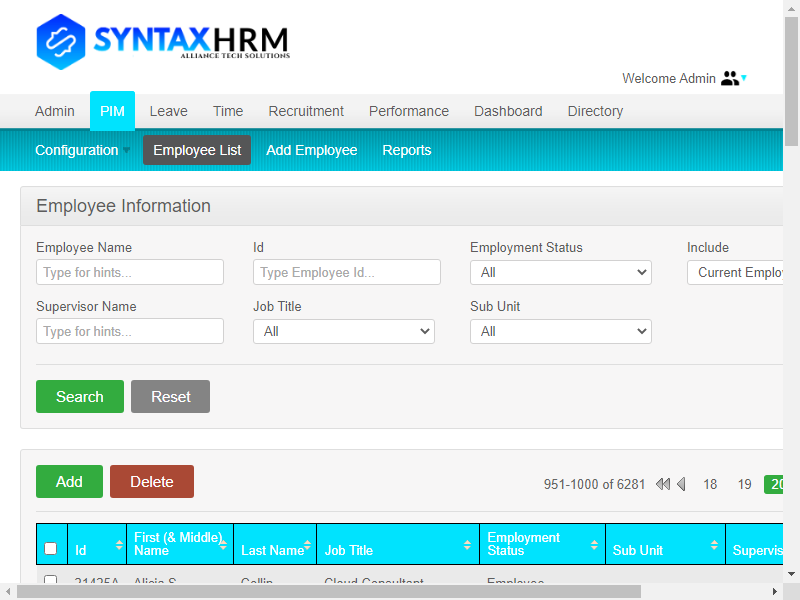 SYNTAXHRM
ALLIANCE TECH SOLUTIONS
Welcome Admin
Admin PIM Leave Time Recruitment Performance Dashboard Directory
Configuration Employee List Add Employee Reports
Employee Information
Employee Name Id Employment Status Include
Type for hints... Type Employee Id... All Current Emplo
Supervisor Name Job Title Sub Unit
Type for hints... All All
Search Reset
Add Delete 951-1000 of 6281 18 19 20
Id First (& Middle) Name Last Name Job Title Employment Status Sub Unit Supervis
21425A Alicia S Collin Cloud Consultant Employee